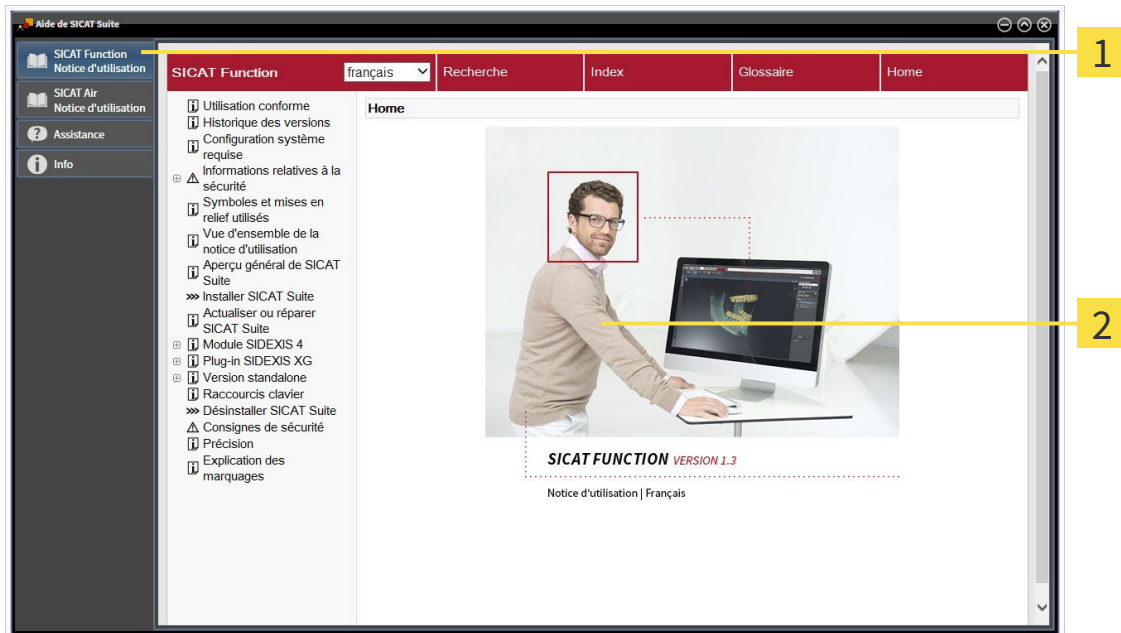 Aide de SICAT Suite
SICAT Function
Notice d'utilisation
SICAT Air
Notice d'utilisation
Assistance
Info
SICAT Function
français
Recherche
Index
Glossaire
Home
Utilisation conforme
Historique des versions
Configuration système
requise
Informations relatives à la
sécurité
Symboles et mises en
relief utilisés
Vue d'ensemble de la
notice d'utilisation
Aperçu général de SICAT
Suite
Installer SICAT Suite
Actualiser ou réparer
SICAT Suite
Module SIDEXIS 4
Plug-in SIDEXIS XG
Version standalone
Raccourcis clavier
Désinstaller SICAT Suite
Consignes de sécurité
Précision
Explication des
marquages
Home
SICAT FUNCTION VERSION 1.3
Notice d'utilisation | Français
1
2